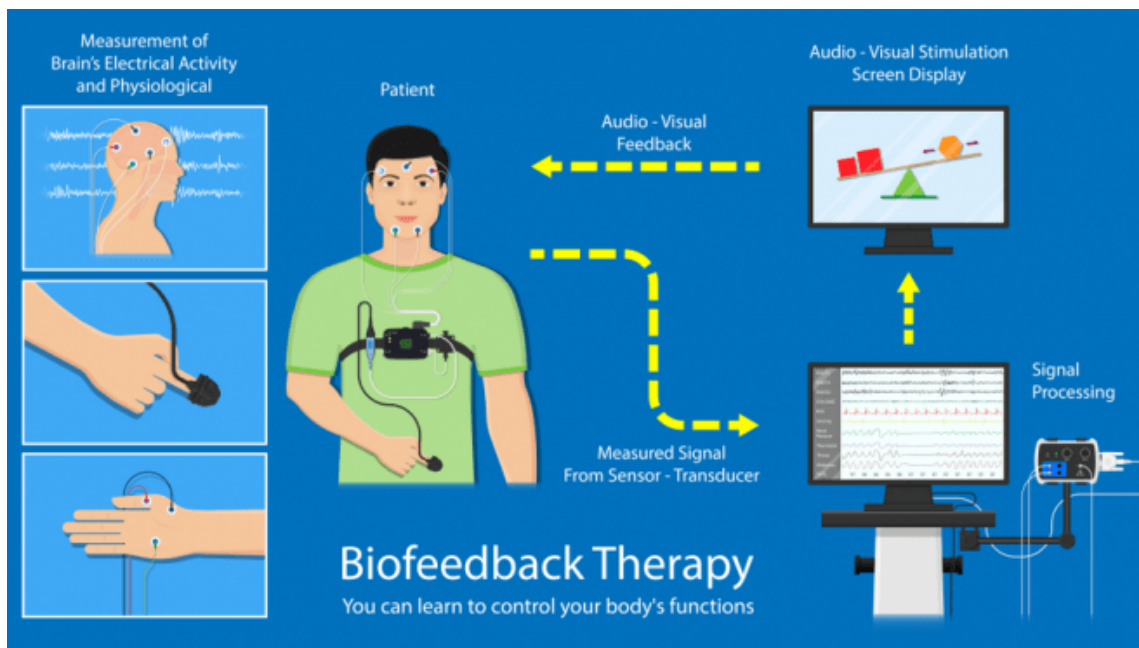 Measurement of
Brain's Electrical Activity
and Physiological
Patient
Audio - Visual
Feedback
Audio - Visual Stimulation
Screen Display
Signal
Processing
Measured Signal
From Sensor - Transducer
Biofeedback Therapy
You can learn to control your body's functions